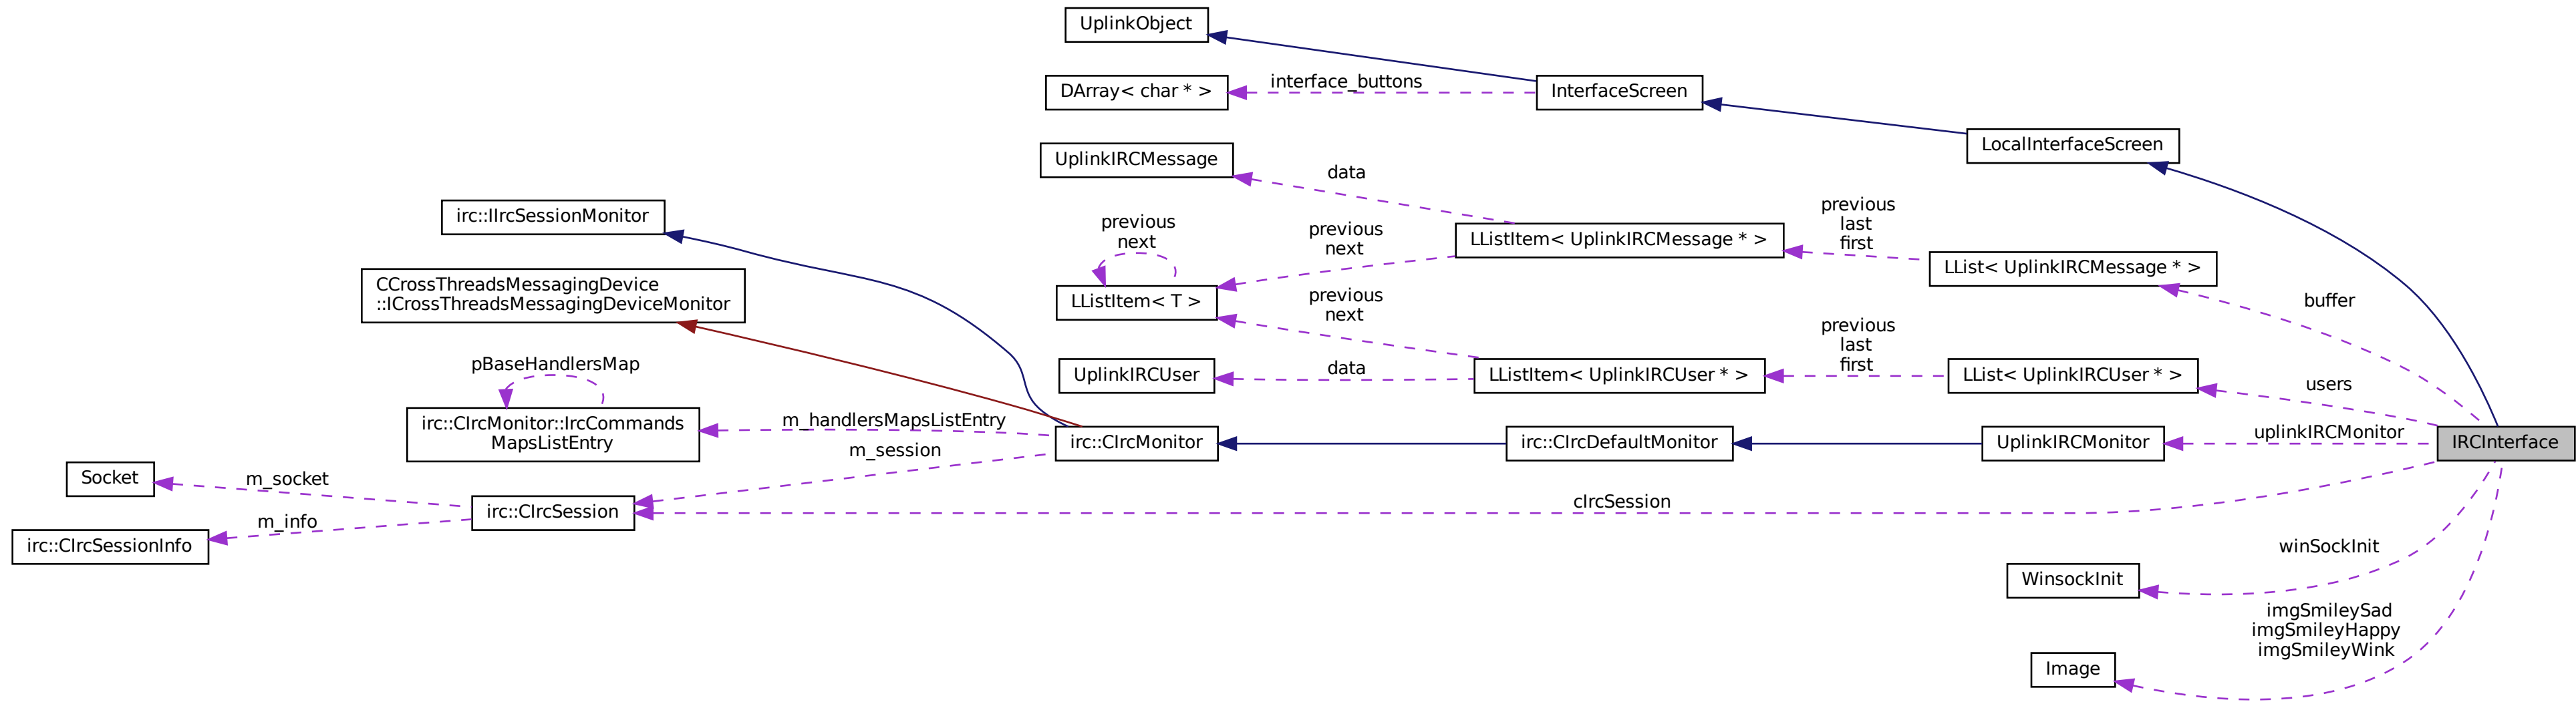 UplinkObject
DArray< char * >
interface_buttons
InterfaceScreen
LocalInterfaceScreen
UplinkIRCMessage
data
previous
last
first
irc::IIrcSessionMonitor
previous
next
previous
next
LListItem< UplinkIRCMessage * >
LList< UplinkIRCMessage * >
CCrossThreadsMessagingDevice
::ICrossThreadsMessagingDeviceMonitor
LListItem< T >
buffer
previous
next
previous
last
first
pBaseHandlersMap
UplinkIRCUser
data
LListItem< UplinkIRCUser * >
LList< UplinkIRCUser * >
users
irc::CIrcMonitor::IrcCommands
MapsListEntry
m_handlersMapsListEntry
irc::CIrcMonitor
irc::CIrcDefaultMonitor
UplinkIRCMonitor
uplinkIRCMonitor
IRCInterface
m_session
Socket
m_socket
irc::CIrcSession
cIrcSession
m_info
irc::CIrcSessionInfo
winSockInit
WinsockInit
imgSmileySad
imgSmileyHappy
imgSmileyWink
Image